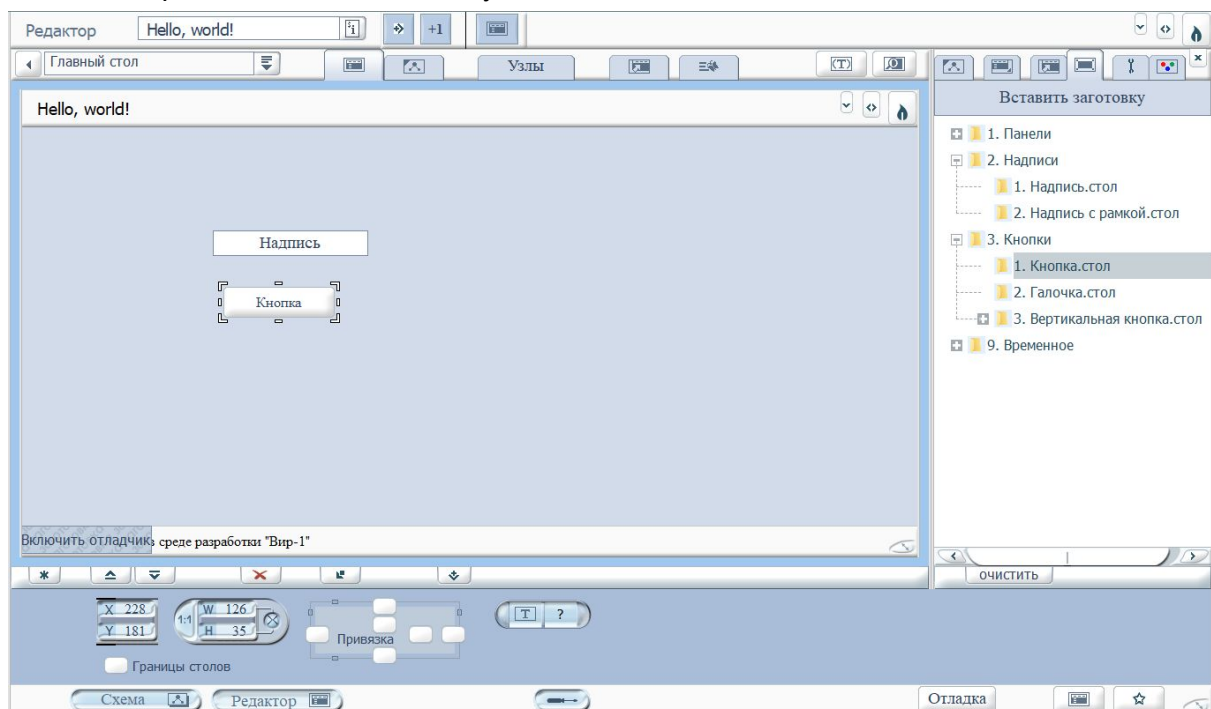 Редактор Hello, world! +1
Главный стол Узлы (T)
Hello, world!
Вставить заготовку
1. Панели
2. Надписи
1. Надпись.стол
2. Надпись с рамкой.стол
3. Кнопки
1. Кнопка.стол
2. Галочка.стол
3. Вертикальная кнопка.стол
9. Временное
Надпись
Кнопка
Включить отладчик в среде разработки "Вир-1"
очистить
X 228
Y 181
1:1
W 126
H 35
Привязка
T ?
Границы столов
Схема Редактор Отладка